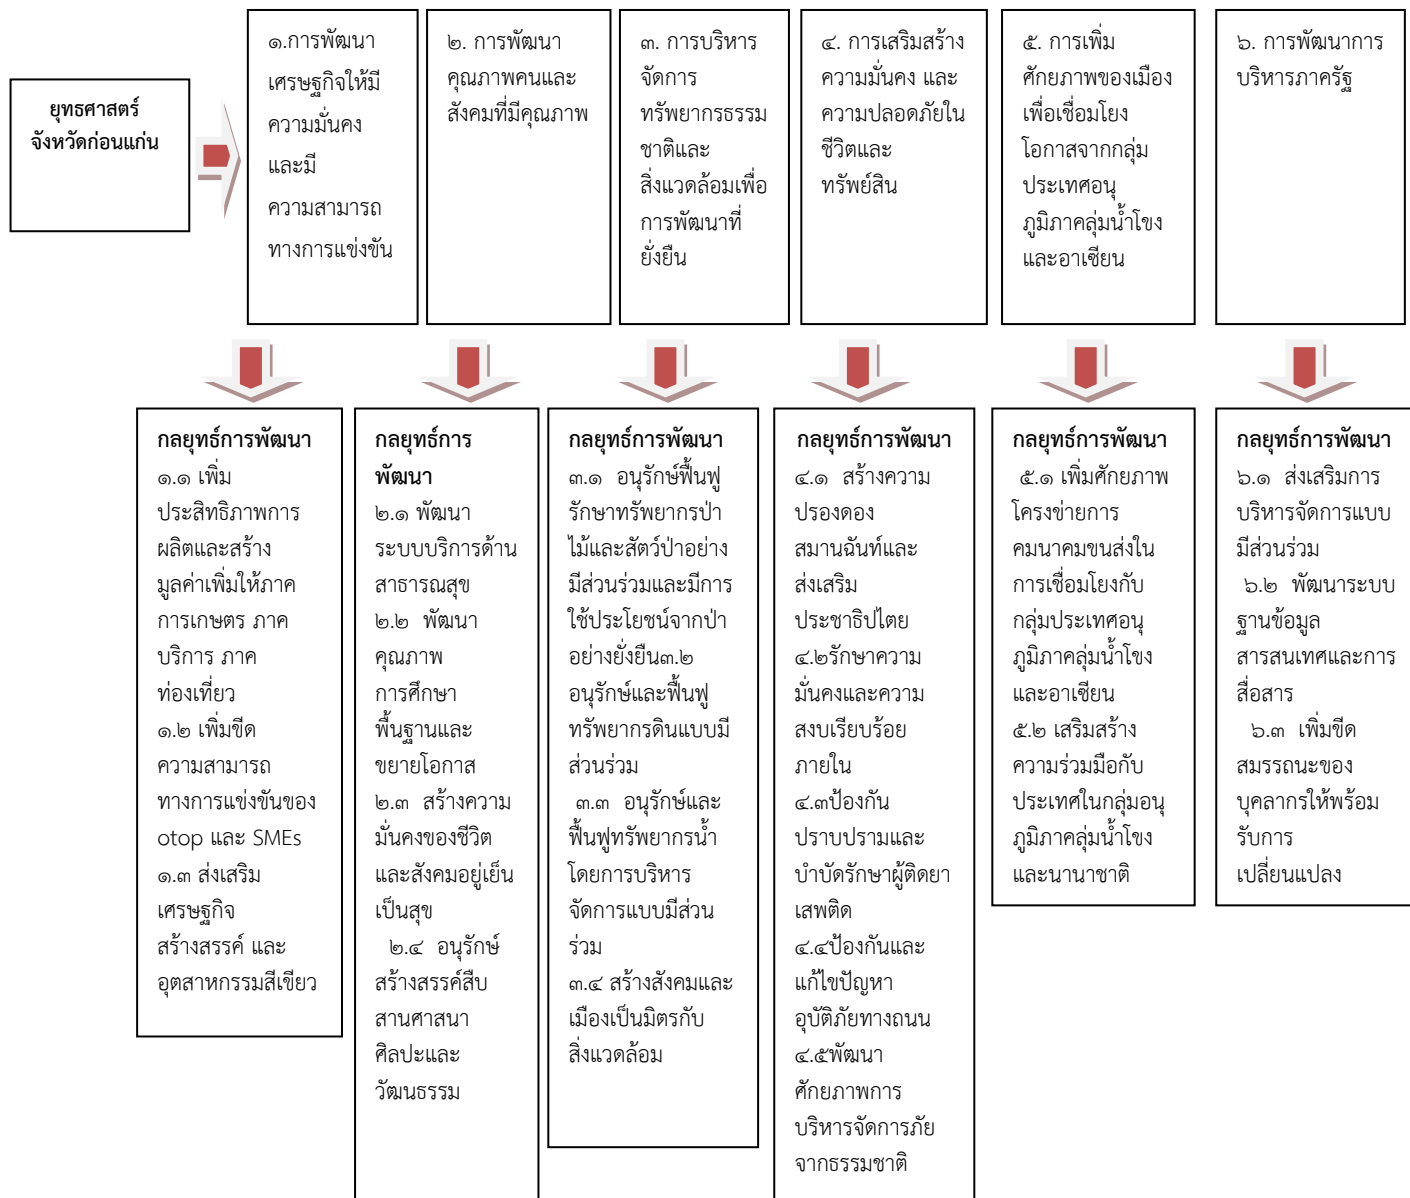 ยุทธศาสตร์
จังหวัดก่อนแก่น
๑.การพัฒนา
เศรษฐกิจให้มี
ความมั่นคง
และมี
ความสามารถ
ทางการแข่งขัน
๒. การพัฒนา
คุณภาพคนและ
สังคมที่มีคุณภาพ
๓. การบริหาร
จัดการ
ทรัพยากรธรรม
ชาติและ
สิ่งแวดล้อมเพื่อ
การพัฒนาที่
ยั่งยืน
๔. การเสริมสร้าง
ความมั่นคง และ
ความปลอดภัยใน
ชีวิตและ
ทรัพย์สิน
๕. การเพิ่ม
ศักยภาพของเมือง
เพื่อเชื่อมโยง
โอกาสจากกลุ่ม
ประเทศอนุ
ภูมิภาคลุ่มน้ำโขง
และอาเซียน
๖. การพัฒนาการ
บริหารภาครัฐ
กลยุทธ์การพัฒนา
๑.๑ เพิ่ม
ประสิทธิภาพการ
ผลิตและสร้าง
มูลค่าเพิ่มให้ภาค
การเกษตร ภาค
บริการ ภาค
ท่องเที่ยว
๑.๒ เพิ่มขีด
ความสามารถ
ทางการแข่งขันของ
otop และ SMEs
๑.๓ ส่งเสริม
เศรษฐกิจ
สร้างสรรค์ และ
อุตสาหกรรมสีเขียว
กลยุทธ์การ
พัฒนา
๒.๑ พัฒนา
ระบบบริการด้าน
สาธารณสุข
๒.๒ พัฒนา
คุณภาพ
การศึกษา
พื้นฐานและ
ขยายโอกาส
๒.๓ สร้างความ
มั่นคงของชีวิต
และสังคมอยู่เย็น
เป็นสุข
๒.๔ อนุรักษ์
สร้างสรรค์สืบ
สานศาสนา
ศิลปะและ
วัฒนธรรม
กลยุทธ์การพัฒนา
๓.๑ อนุรักษ์ฟื้นฟู
รักษาทรัพยากรป่า
ไม้และสัตว์ป่าอย่าง
มีส่วนร่วมและมีการ
ใช้ประโยชน์จากป่า
อย่างยั่งยืน๓.๒
อนุรักษ์และฟื้นฟู
ทรัพยากรดินแบบมี
ส่วนร่วม
๓.๓ อนุรักษ์และ
ฟื้นฟูทรัพยากรน้ำ
โดยการบริหาร
จัดการแบบมีส่วน
ร่วม
๓.๔ สร้างสังคมและ
เมืองเป็นมิตรกับ
สิ่งแวดล้อม
กลยุทธ์การพัฒนา
๔.๑ สร้างความ
ปรองดอง
สมานฉันท์และ
ส่งเสริม
ประชาธิปไตย
๔.๒รักษาความ
มั่นคงและความ
สงบเรียบร้อย
ภายใน
๔.๓ป้องกัน
ปราบปรามและ
บำบัดรักษาผู้ติดยา
เสพติด
๔.๔ป้องกันและ
แก้ไขปัญหา
อุบัติภัยทางถนน
๔.๕พัฒนา
ศักยภาพการ
บริหารจัดการภัย
จากธรรมชาติ
กลยุทธ์การพัฒนา
๕.๑ เพิ่มศักยภาพ
โครงข่ายการ
คมนาคมขนส่งใน
การเชื่อมโยงกับ
กลุ่มประเทศอนุ
ภูมิภาคลุ่มน้ำโขง
และอาเซียน
๕.๒ เสริมสร้าง
ความร่วมมือกับ
ประเทศในกลุ่มอนุ
ภูมิภาคลุ่มน้ำโขง
และนานาชาติ
กลยุทธ์การพัฒนา
๖.๑ ส่งเสริมการ
บริหารจัดการแบบ
มีส่วนร่วม
๖.๒ พัฒนาระบบ
ฐานข้อมูล
สารสนเทศและการ
สื่อสาร
๖.๓ เพิ่มขีด
สมรรถนะของ
บุคลากรให้พร้อม
รับการ
เปลี่ยนแปลง